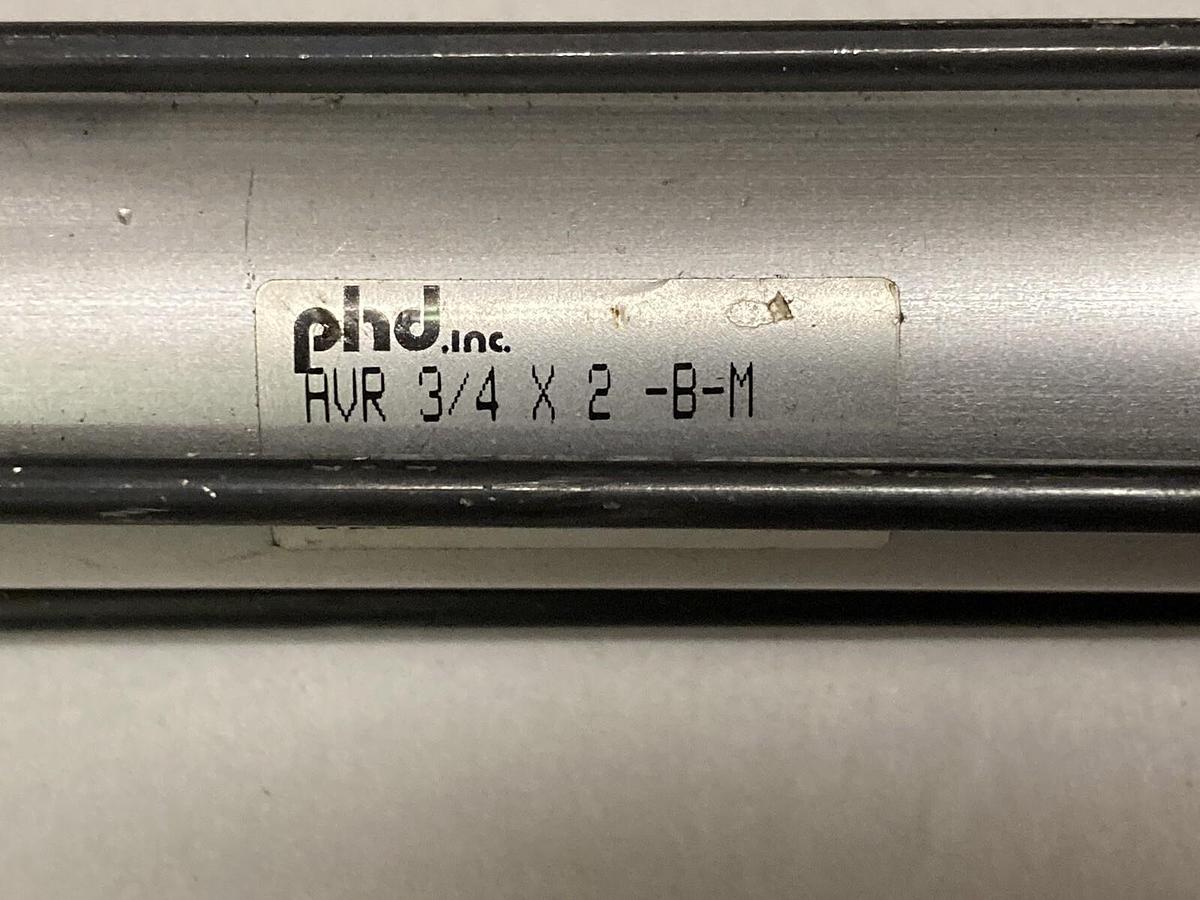 phd, inc.
AVR 3/4 X 2 -B-M